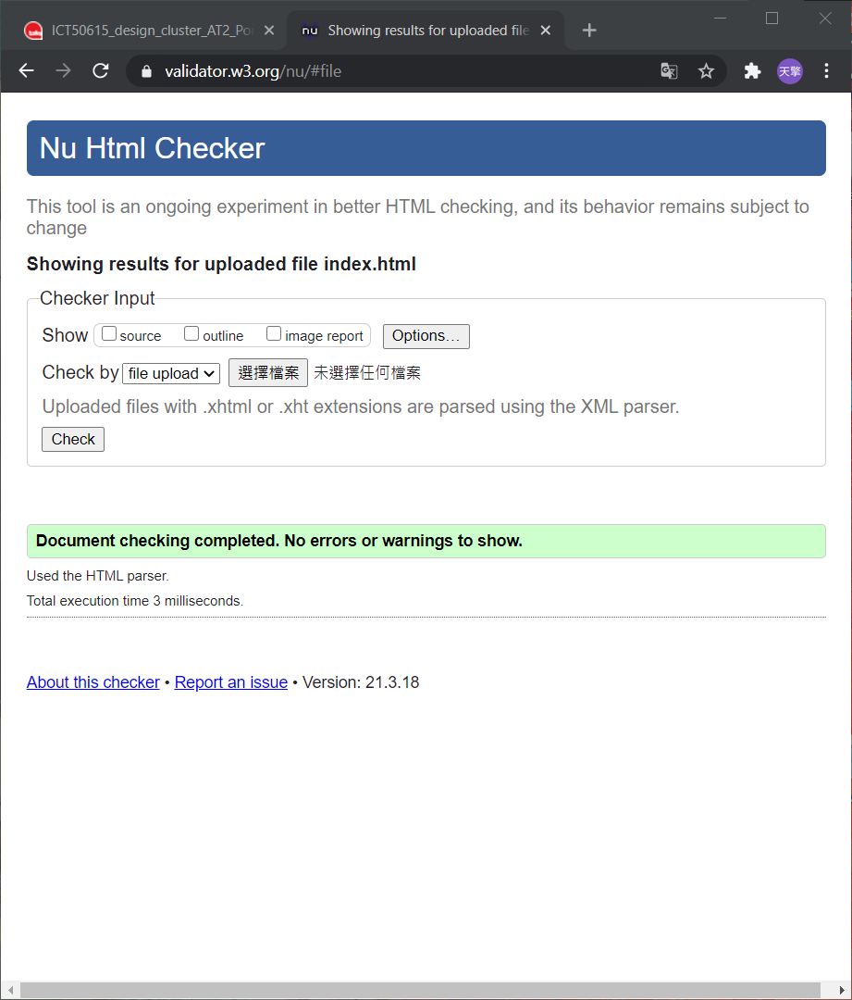 ICT50615_design_cluster_AT2_Por
nu Showing results for uploaded file
validator.w3.org/nu/#file
天擎
Nu Html Checker
This tool is an ongoing experiment in better HTML checking, and its behavior remains subject to
change
Showing results for uploaded file index.html
Checker Input
Show source outline image report Options...
Check by file upload 選擇檔案 未選擇任何檔案
Uploaded files with .xhtml or .xht extensions are parsed using the XML parser.
Check
Document checking completed. No errors or warnings to show.
Used the HTML parser.
Total execution time 3 milliseconds.
About this checker • Report an issue • Version: 21.3.18